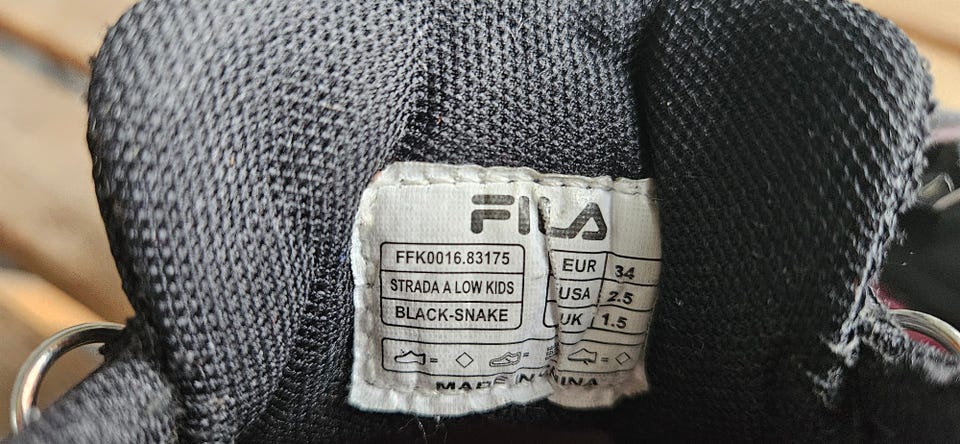 FILA
FFK0016.83175
STRADA A LOW KIDS
BLACK-SNAKE
EUR 34
USA 2.5
UK 1.5
MADE IN CHINA